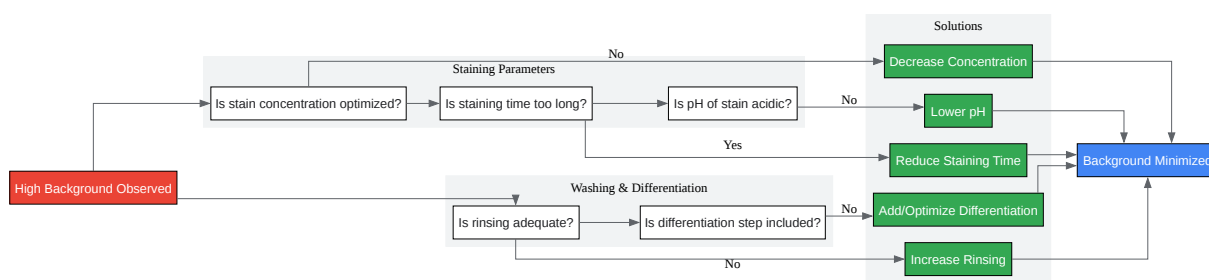 Solutions
No
Decrease Concentration
Staining Parameters
Is stain concentration optimized?
Is staining time too long?
Is pH of stain acidic?
No
Lower pH
Yes
Reduce Staining Time
Background Minimized
High Background Observed
Washing & Differentiation
Is rinsing adequate?
Is differentiation step included?
No
Add/Optimize Differentiation
No
Increase Rinsing